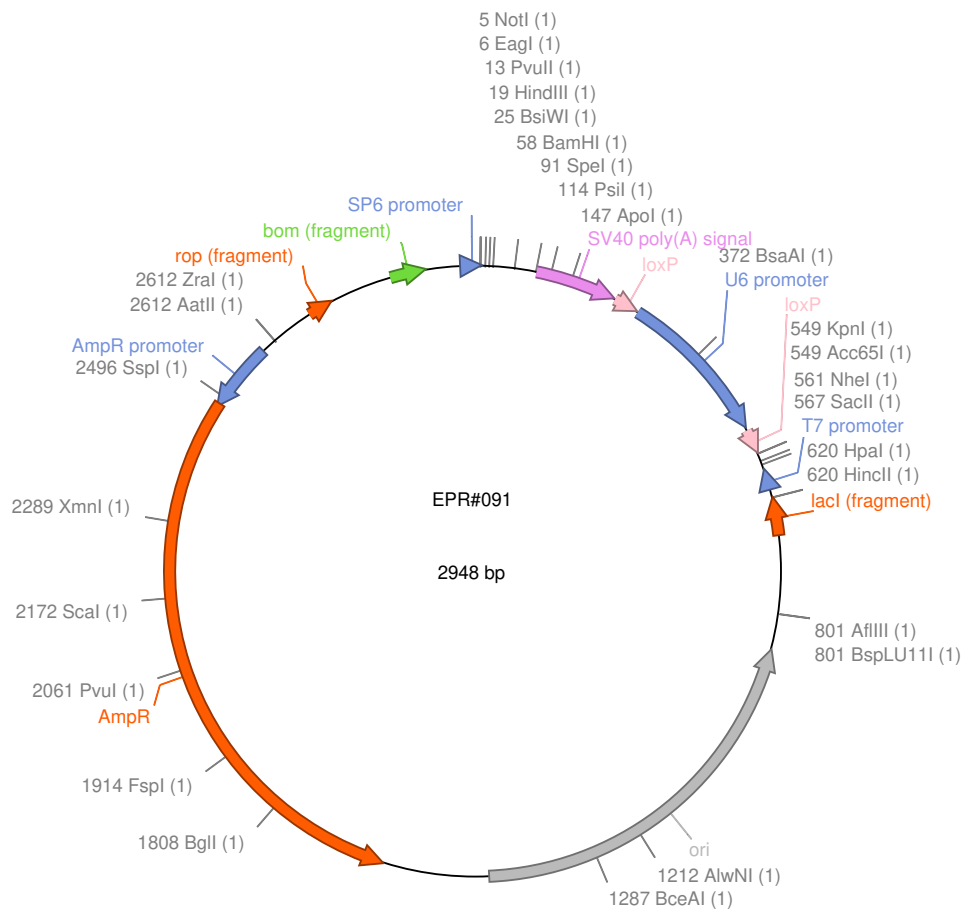 5 NotI (1)
6 EagI (1)
13 PvuII (1)
19 HindIII (1)
25 BsiWI (1)
58 BamHI (1)
91 SpeI (1)
114 PsiI (1)
147 ApoI (1)
SV40 poly(A) signal
loxP
372 BsaAI (1)
U6 promoter
loxP
549 KpnI (1)
549 Acc65I (1)
561 NheI (1)
567 SacII (1)
T7 promoter
620 HpaI (1)
620 HincII (1)
lacI (fragment)
801 AflIII (1)
801 BspLU11I (1)
ori
1212 AlwNI (1)
1287 BceAI (1)
1808 BglI (1)
1914 FspI (1)
AmpR
2061 PvuI (1)
2172 ScaI (1)
2289 XmnI (1)
2496 SspI (1)
AmpR promoter
2612 AatII (1)
2612 ZraI (1)
rop (fragment)
bom (fragment)
SP6 promoter
EPR#091
2948 bp